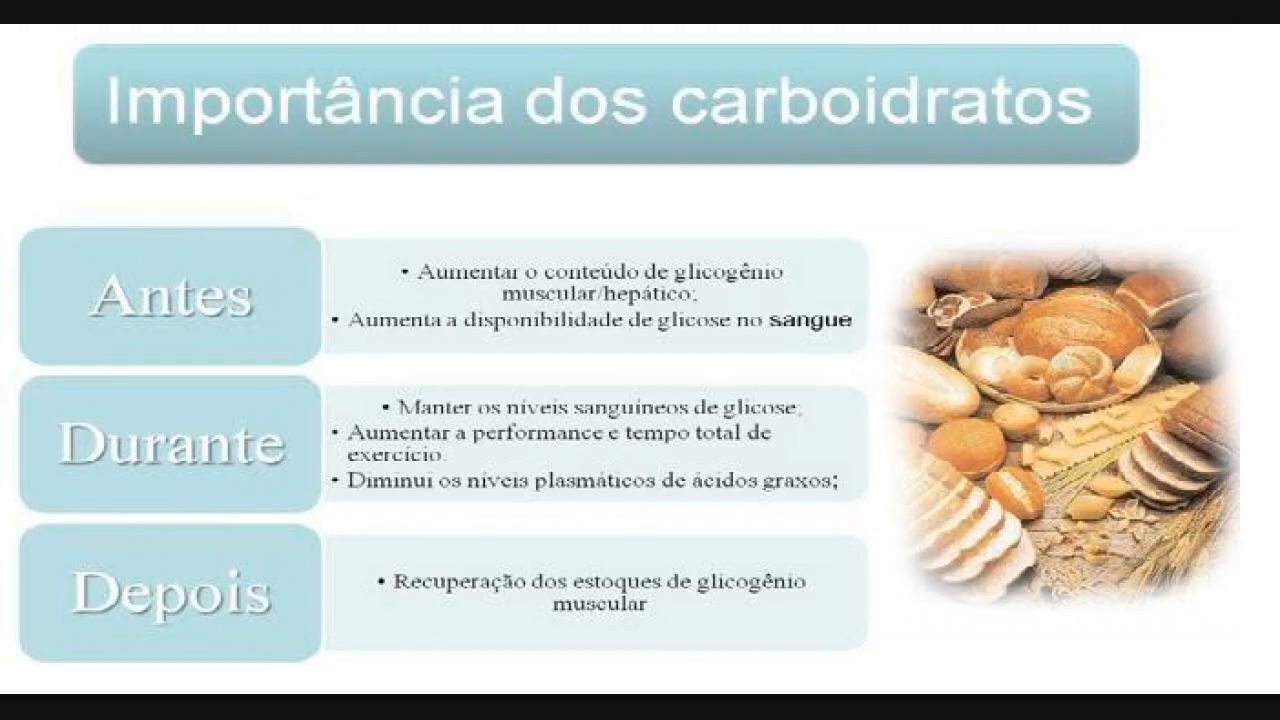 Importância dos carboidratos
Antes
• Aumentar o conteúdo de glicogênio
muscular/hepático;
• Aumenta a disponibilidade de glicose no sangue
Durante
• Manter os níveis sanguíneos de glicose;
• Aumentar a performance e tempo total de
exercício.
• Diminui os níveis plasmáticos de ácidos graxos;
Depois
• Recuperação dos estoques de glicogênio
muscular